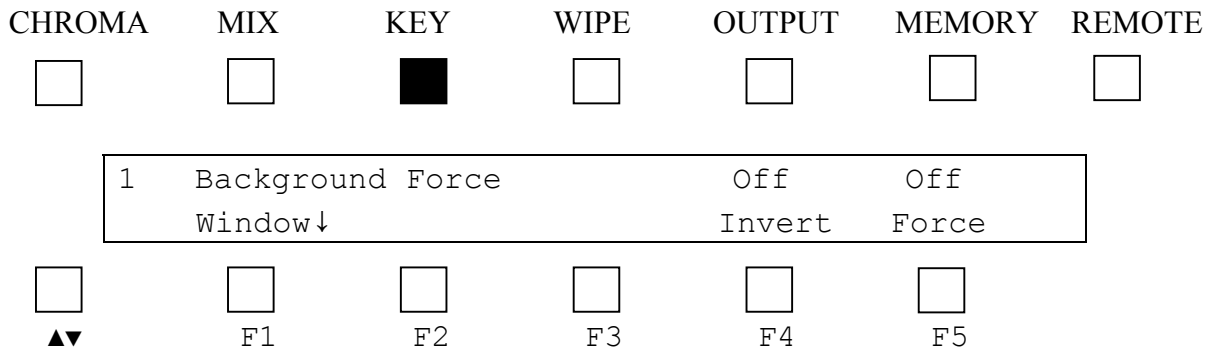 CHROMA MIX KEY WIPE OUTPUT MEMORY REMOTE
1 Background Force Off Off
Window↓ Invert Force
▲▼ F1 F2 F3 F4 F5